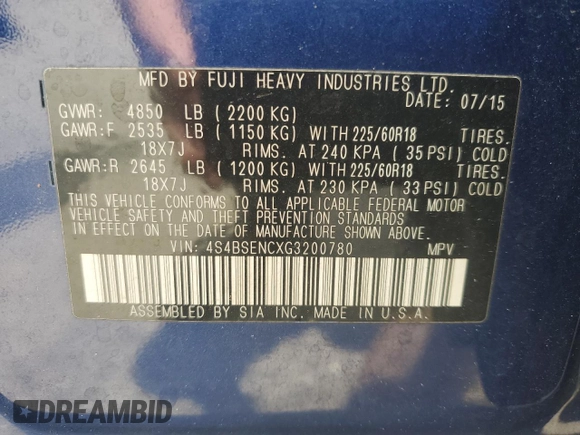 MFD BY FUJI HEAVY INDUSTRIES LTD.
DATE: 07/15
GVWR: 4850 LB (2200 KG)
GAWR:F 2535 LB (1150 KG) WITH 225/60R18 TIRES.
18X7J RIMS. AT 240 KPA (35 PSI) COLD
GAWR:R 2645 LB (1200 KG) WITH 225/60R18 TIRES.
18X7J RIMS. AT 230 KPA (33 PSI) COLD
THIS VEHICLE CONFORMS TO ALL APPLICABLE FEDERAL MOTOR
VEHICLE SAFETY AND THEFT PREVENTION STANDARDS
IN EFFECT ON THE DATE OF MANUFACTURE SHOWN ABOVE.
VIN: 4S4BSENCXG3200780 MPV
ASSEMBLED BY SIA INC. MADE IN U.S.A.
DREAMBID